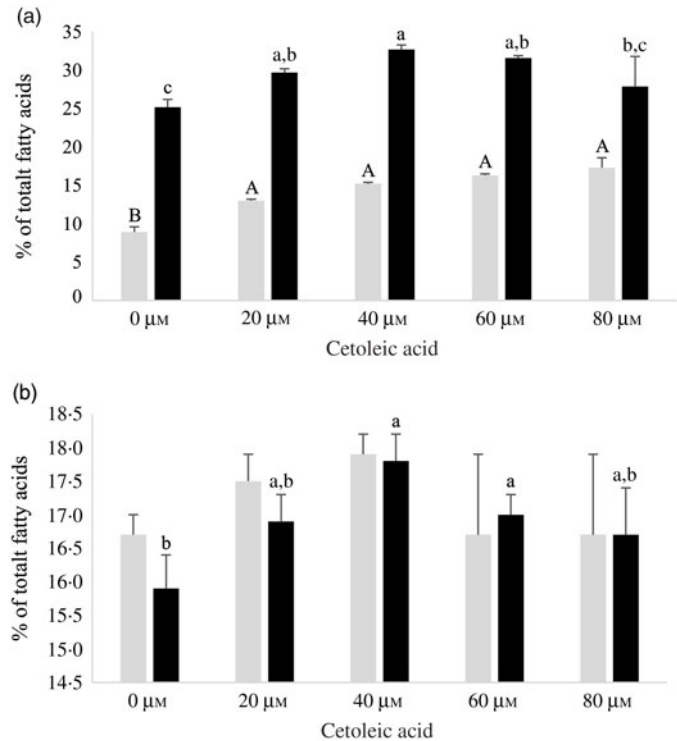 (a)
35
30
25
20
15
10
5
0
% of totalt fatty acids
B c
A a,b
A a
A a,b
A b,c
0 μM 20 μM 40 μM 60 μM 80 μM
Cetoleic acid
(b)
18·5
18·0
17·5
17·0
16·5
16·0
15·5
15·0
14·5
% of totalt fatty acids
b a,b a a a,b
0 μM 20 μM 40 μM 60 μM 80 μM
Cetoleic acid